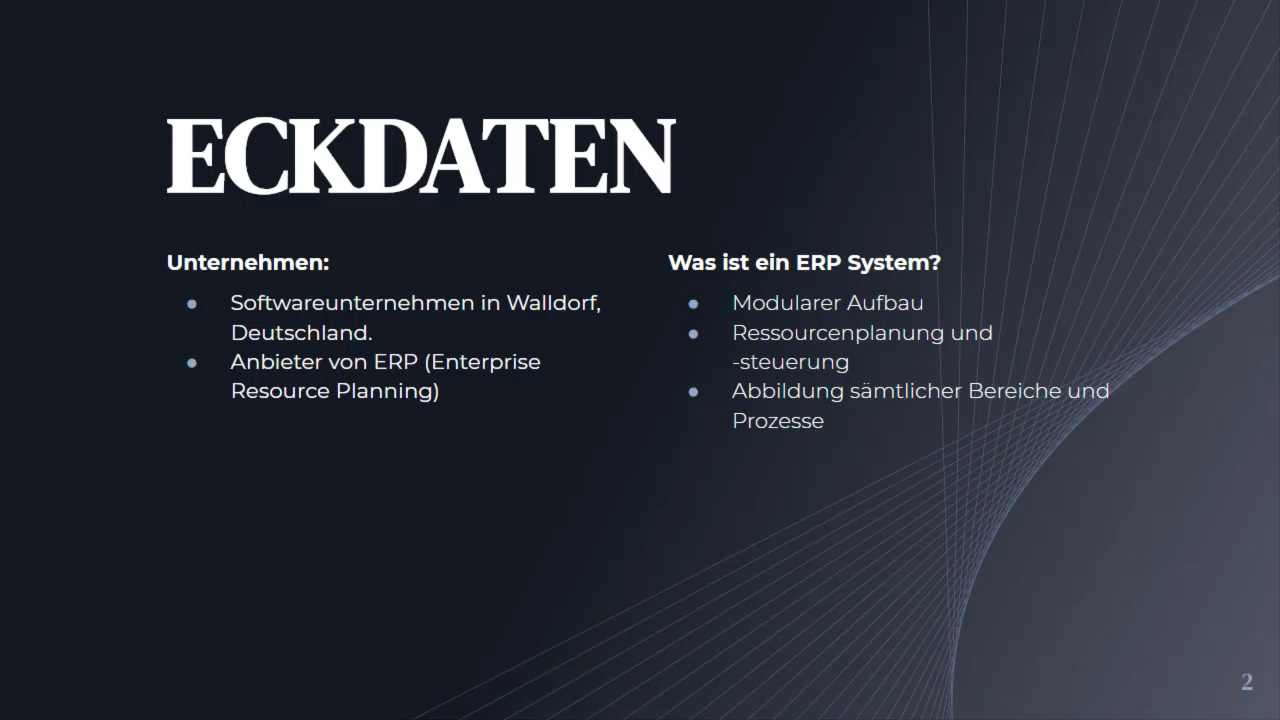 ECKDATEN
Unternehmen:
● Softwareunternehmen in Walldorf,
Deutschland.
● Anbieter von ERP (Enterprise
Resource Planning)
Was ist ein ERP System?
● Modularer Aufbau
● Ressourcenplanung und
-steuerung
● Abbildung sämtlicher Bereiche und
Prozesse
2